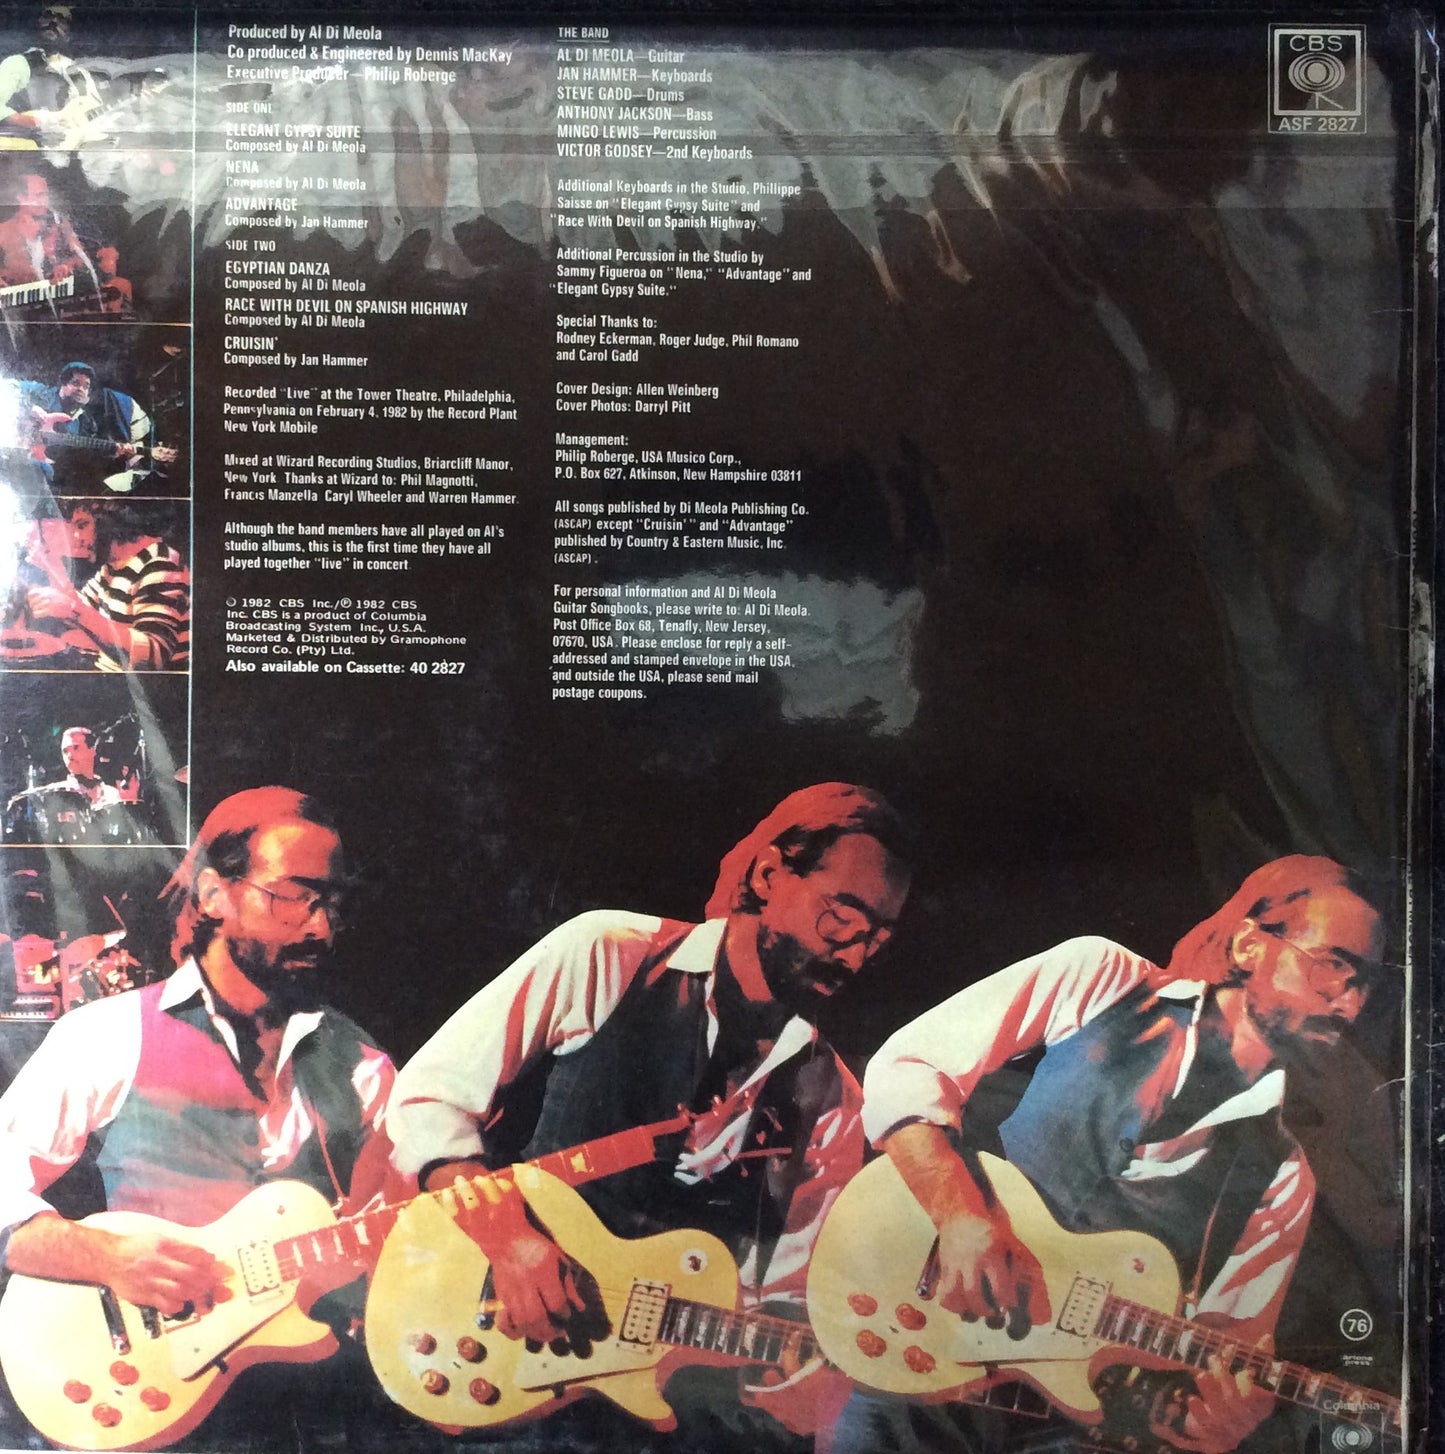 Produced by Al Di Meola
Co produced & Engineered by Dennis MacKay
Executive Producer—Philip Roberge
SIDE ONE
ELEGANT GYPSY SUITE
Composed by Al Di Meola
NENA
Composed by Al Di Meola
ADVANTAGE
Composed by Jan Hammer
SIDE TWO
EGYPTIAN DANZA
Composed by Al Di Meola
RACE WITH DEVIL ON SPANISH HIGHWAY
Composed by Al Di Meola
CRUISIN'
Composed by Jan Hammer
Recorded "Live" at the Tower Theatre, Philadelphia,
Pennsylvania on February 4, 1982 by the Record Plant
New York Mobile
Mixed at Wizard Recording Studios, Briarcliff Manor,
New York Thanks at Wizard to: Phil Magnotti,
Francis Manzella Caryl Wheeler and Warren Hammer.
Although the band members have all played on Al's
studio albums, this is the first time they have all
played together "live" in concert.
© 1982 CBS Inc./℗ 1982 CBS
Inc. CBS is a product of Columbia
Broadcasting System Inc., U.S.A.
Marketed & Distributed by Gramophone
Record Co. (Pty) Ltd.
Also available on Cassette: 40 2827
THE BAND
AL DI MEOLA—Guitar
JAN HAMMER—Keyboards
STEVE GADD—Drums
ANTHONY JACKSON—Bass
MINGO LEWIS—Percussion
VICTOR GODSEY—2nd Keyboards
Additional Keyboards in the Studio, Phillippe
Saisse on "Elegant Gypsy Suite" and
"Race With Devil on Spanish Highway."
Additional Percussion in the Studio by
Sammy Figueroa on "Nena," "Advantage" and
"Elegant Gypsy Suite."
Special Thanks to:
Rodney Eckerman, Roger Judge, Phil Romano
and Carol Gadd
Cover Design: Allen Weinberg
Cover Photos: Darryl Pitt
Management:
Philip Roberge, USA Musico Corp.,
P.O. Box 627, Atkinson, New Hampshire 03811
All songs published by Di Meola Publishing Co.
(ASCAP) except "Cruisin'" and "Advantage"
published by Country & Eastern Music, Inc.
(ASCAP).
For personal information and Al Di Meola
Guitar Songbooks, please write to: Al Di Meola.
Post Office Box 68, Tenafly, New Jersey,
07670, USA. Please enclose for reply a self-
addressed and stamped envelope in the USA,
and outside the USA, please send mail
postage coupons.
CBS
ASF 2827
76
artone
press
Columbia